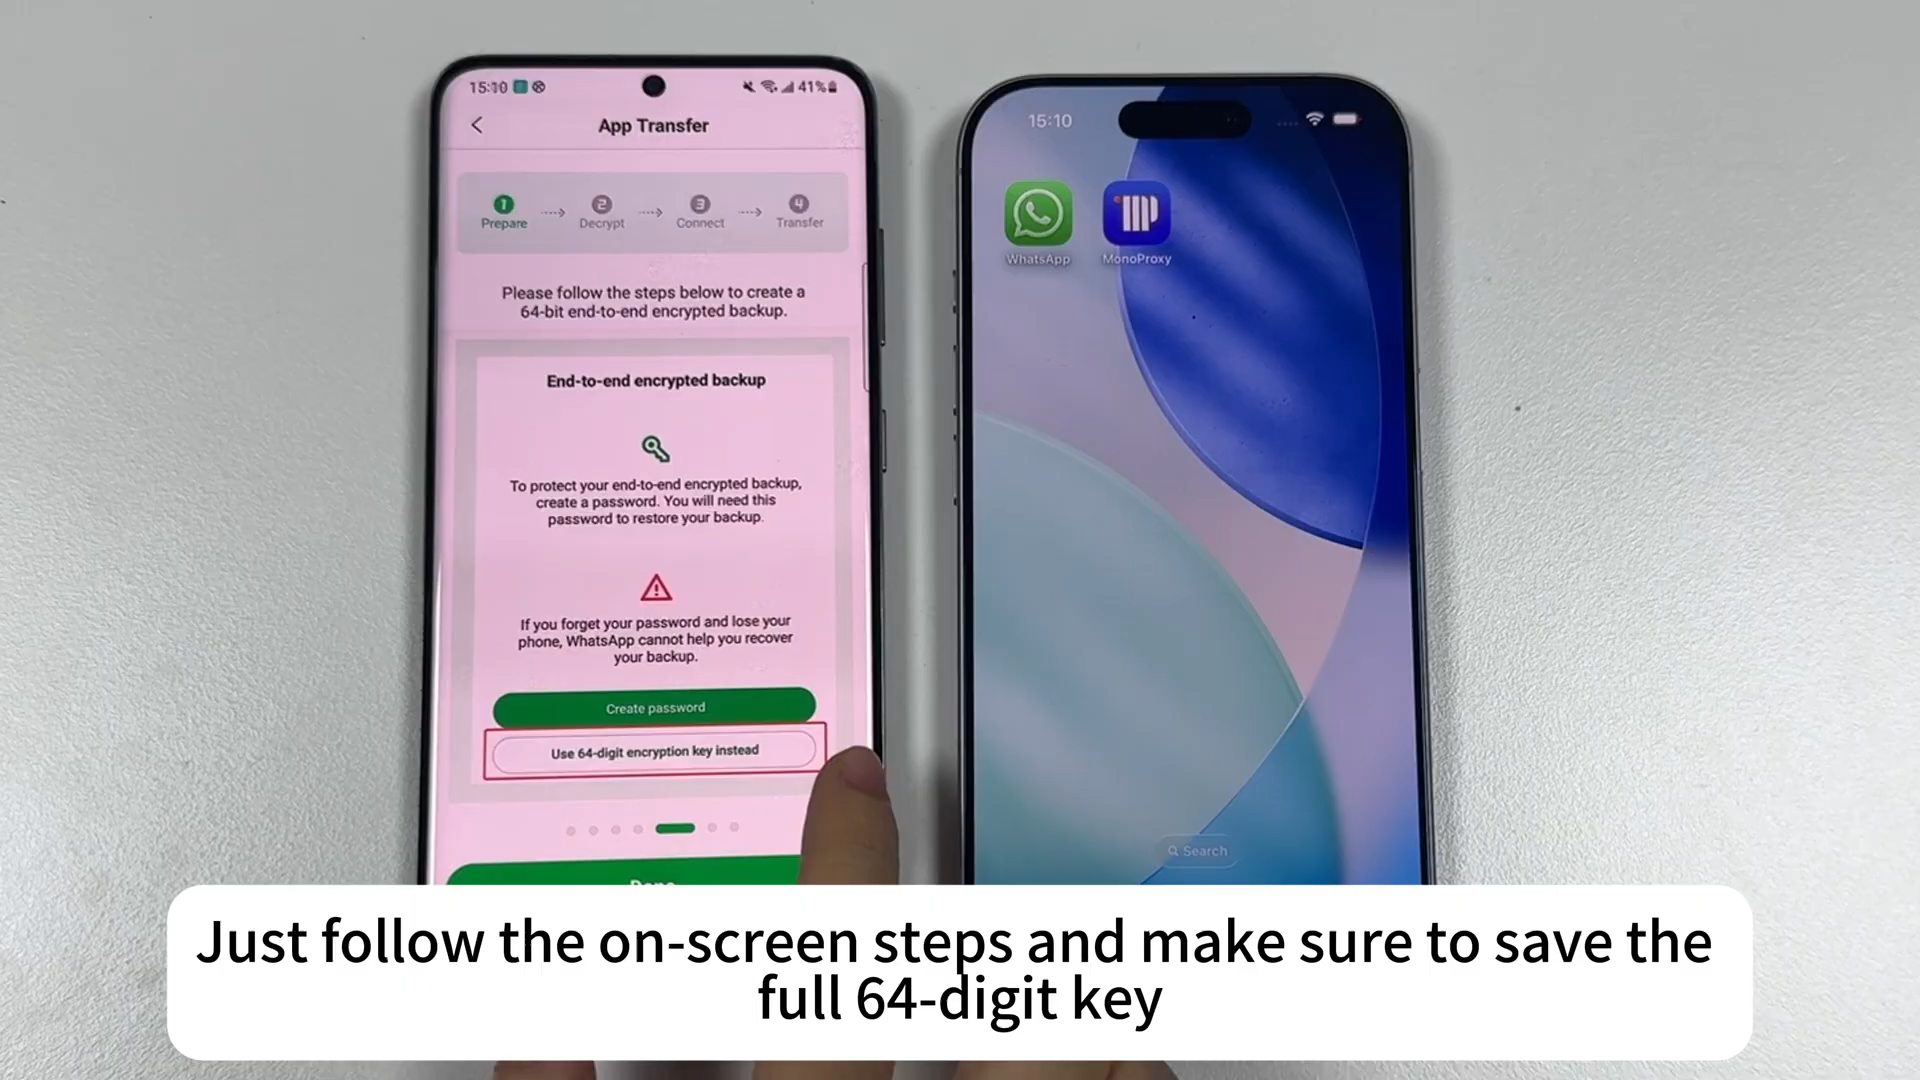 15:10
41%
App Transfer
1
2
3
4
Prepare
Decrypt
Connect
Transfer
Please follow the steps below to create a
64-bit end-to-end encrypted backup.
End-to-end encrypted backup
To protect your end-to-end encrypted backup,
create a password. You will need this
password to restore your backup.
If you forget your password and lose your
phone, WhatsApp cannot help you recover
your backup.
Create password
Use 64-digit encryption key instead
15:10
WhatsApp
MonoProxy
Search
Just follow the on-screen steps and make sure to save the
full 64-digit key